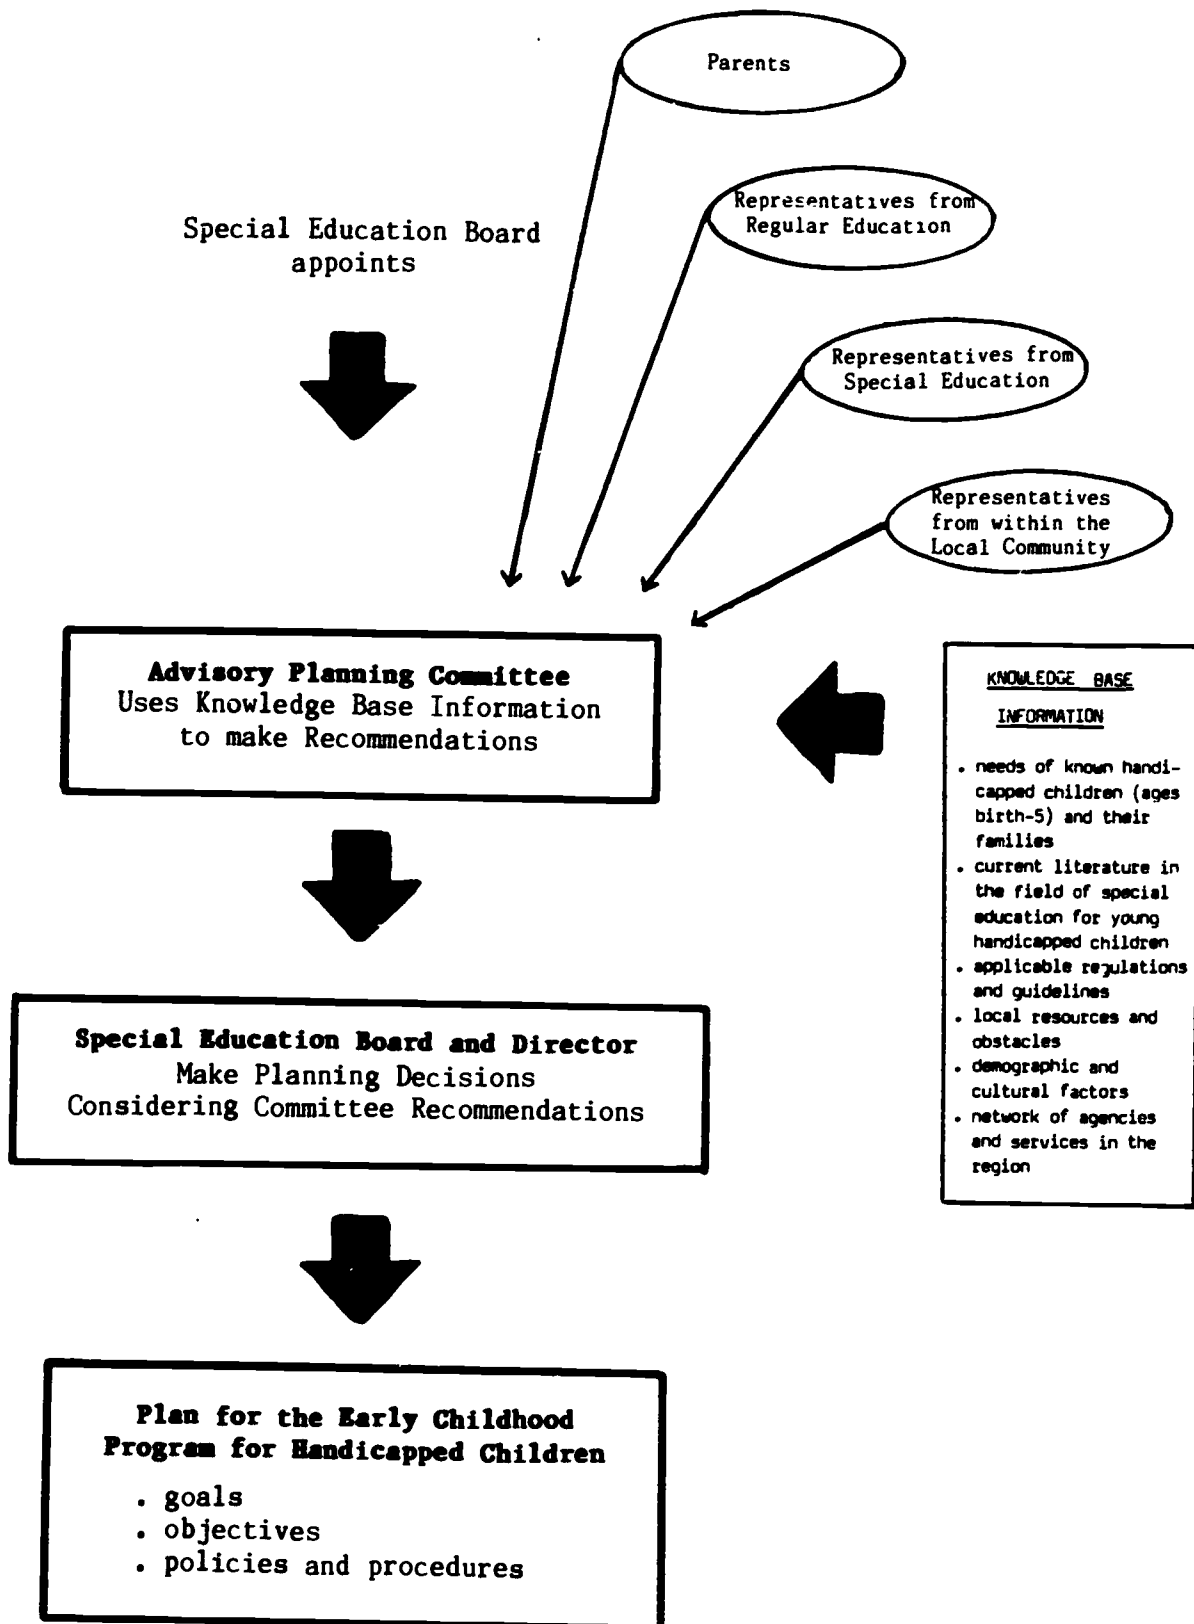 Parents
Representatives from
Regular Education
Special Education Board
appoints
Representatives from
Special Education
Representatives
from within the
Local Community
Advisory Planning Committee
Uses Knowledge Base Information
to make Recommendations
KNOWLEDGE BASE
INFORMATION
. needs of known handi-
capped children (ages
birth-5) and their
families
. current literature in
the field of special
education for young
handicapped children
. applicable regulations
and guidelines
. local resources and
obstacles
. demographic and
cultural factors
. network of agencies
and services in the
region
Special Education Board and Director
Make Planning Decisions
Considering Committee Recommendations
Plan for the Early Childhood
Program for Handicapped Children
. goals
. objectives
. policies and procedures